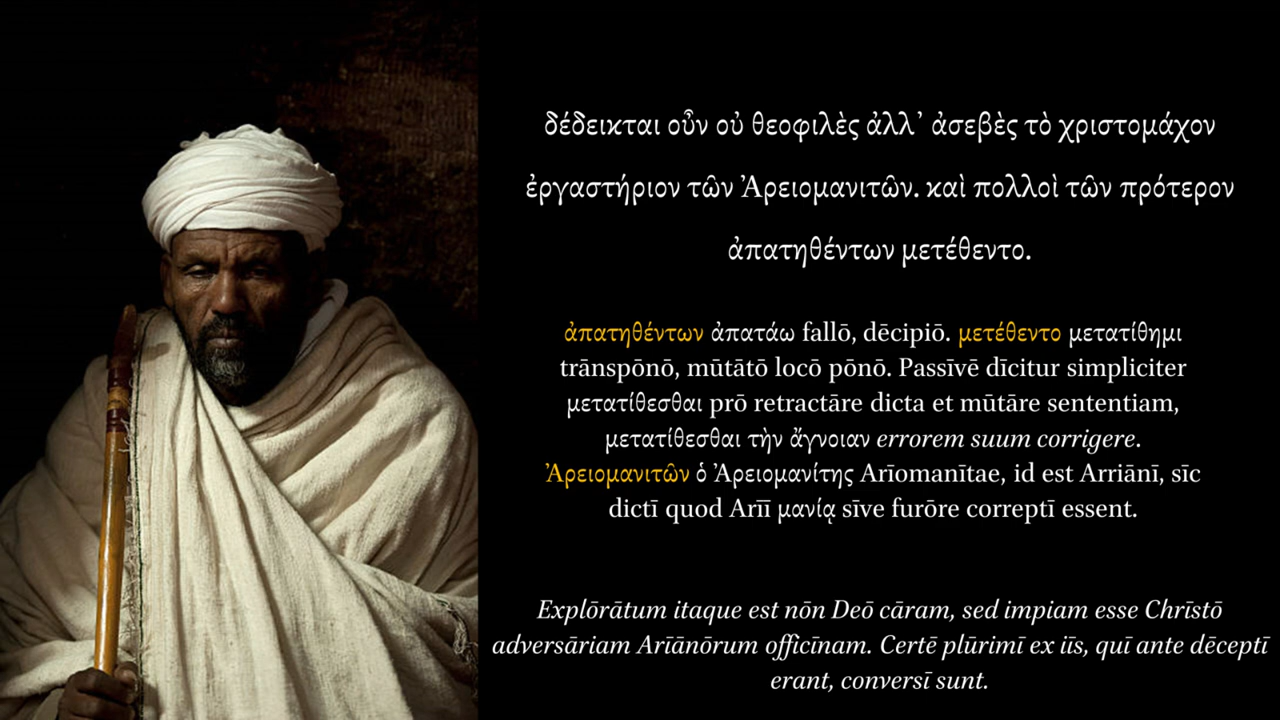 δέδεικται οὖν οὐ θεοφιλὲς ἀλλ᾽ ἀσεβὲς τὸ χριστομάχον
ἐργαστήριον τῶν Ἀρειομανιτῶν. καὶ πολλοὶ τῶν πρότερον
ἀπατηθέντων μετέθεντο.
ἀπατηθέντων ἀπατάω fallō, dēcipiō. μετέθεντο μετατίθημι
trānspōnō, mūtātō locō pōnō. Passīvē dīcitur simpliciter
μετατίθεσθαι prō retractāre dicta et mūtāre sententiam,
μετατίθεσθαι τὴν ἄγνοιαν errorem suum corrigere.
Ἀρειομανιτῶν ὁ Ἀρειομανίτης Arīomanītae, id est Arriānī, sīc
dictī quod Arīī μανίᾳ sīve furōre correptī essent.
Explōrātum itaque est nōn Deō cāram, sed impiam esse Chrīstō
adversāriam Arīānōrum officīnam. Certē plūrimī ex iīs, quī ante dēceptī
erant, conversī sunt.